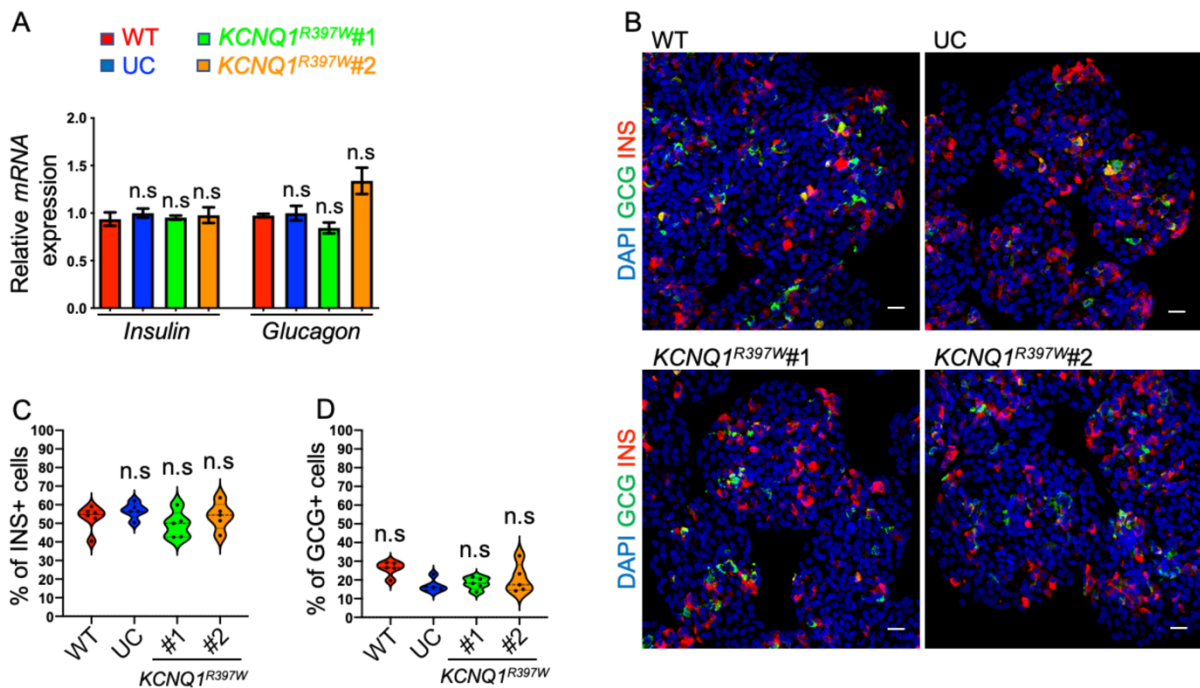 A
WT
KCNQ1R397W#1
UC
KCNQ1R397W#2
Relative mRNA
expression
2.0
1.5
1.0
0.5
0.0
n.s
n.s
n.s
n.s
n.s
n.s
Insulin
Glucagon
B
WT
UC
DAPI GCG INS
KCNQ1R397W#1
KCNQ1R397W#2
DAPI GCG INS
C
% of INS+ cells
100
90
80
70
60
50
40
30
20
10
0
n.s
n.s
n.s
WT
UC
#1
#2
KCNQ1R397W
D
% of GCG+ cells
100
90
80
70
60
50
40
30
20
10
0
n.s
n.s
n.s
WT
UC
#1
#2
KCNQ1R397W